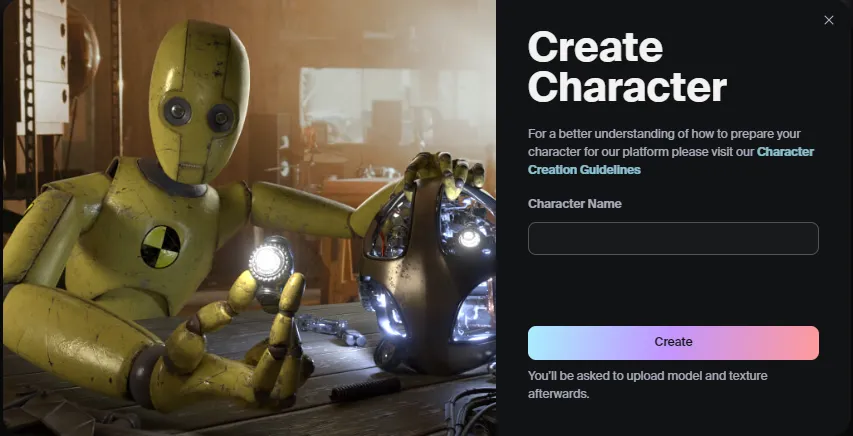 Create
Character
For a better understanding of how to prepare your
character for our platform please visit our Character
Creation Guidelines
Character Name
Create
You'll be asked to upload model and texture
afterwards.